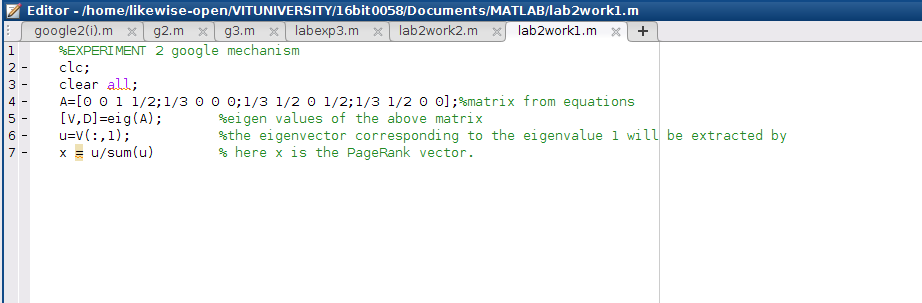 Editor - /home/likewise-open/VITUNIVERSITY/16bit0058/Documents/MATLAB/lab2work1.m
google2(i).m × g2.m × g3.m × labexp3.m × lab2work2.m × lab2work1.m × +
1 %EXPERIMENT 2 google mechanism
2 - clc;
3 - clear all;
4 - A=[0 0 1 1/2;1/3 0 0 0;1/3 1/2 0 1/2;1/3 1/2 0 0];%matrix from equations
5 - [V,D]=eig(A); %eigen values of the above matrix
6 - u=V(:,1); %the eigenvector corresponding to the eigenvalue 1 will be extracted by
7 - x = u/sum(u) % here x is the PageRank vector.